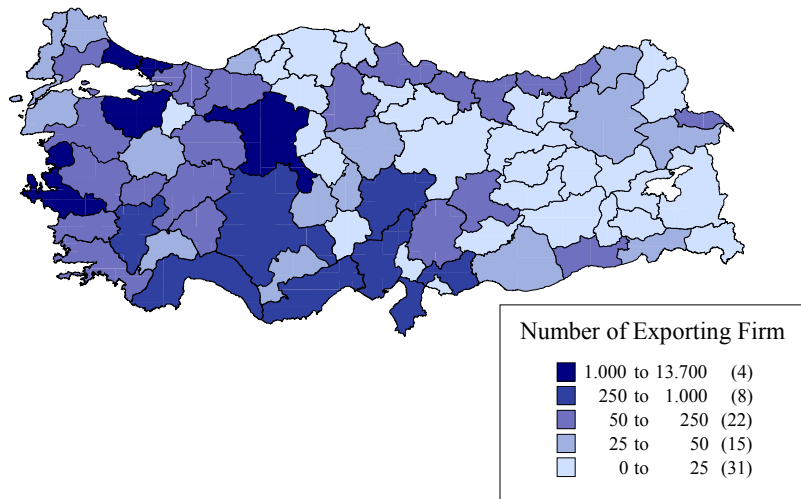 Number of Exporting Firm
1.000 to 13.700 (4)
250 to 1.000 (8)
50 to 250 (22)
25 to 50 (15)
0 to 25 (31)